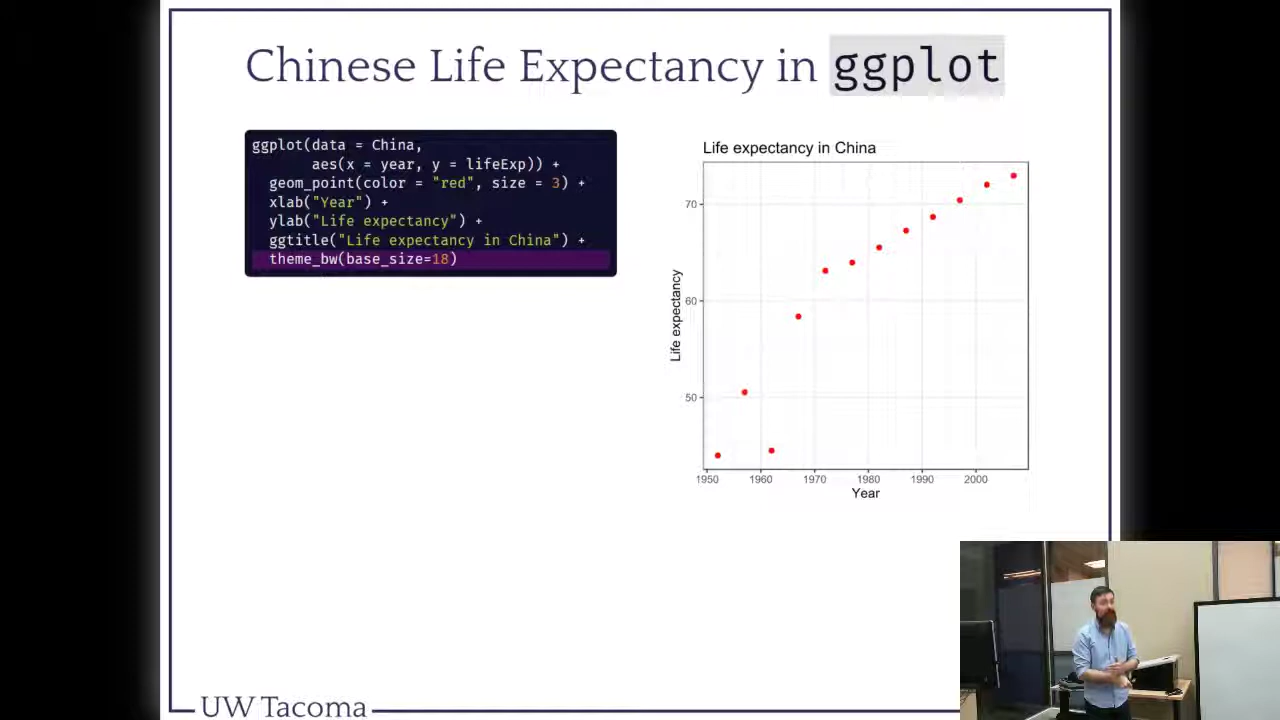 Chinese Life Expectancy in ggplot
ggplot(data = China,
aes(x = year, y = lifeExp)) +
geom_point(color = "red", size = 3) +
xlab("Year") +
ylab("Life expectancy") +
ggtitle("Life expectancy in China") +
theme_bw(base_size=18)
Life expectancy in China
70
60
50
Life expectancy
1950 1960 1970 1980 1990 2000
Year
UW Tacoma